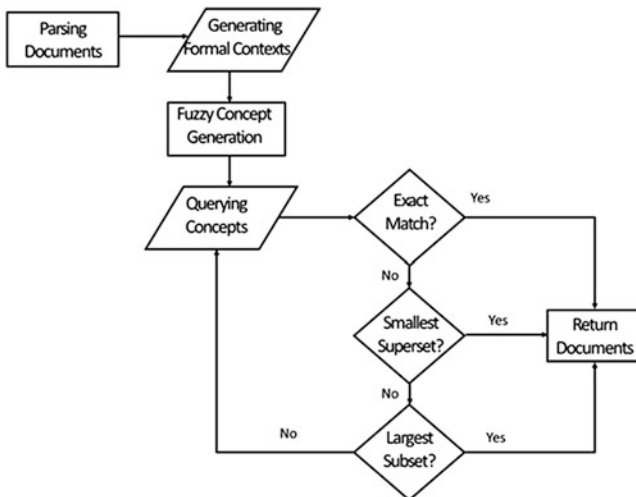 Parsing
Documents
Generating
Formal Contexts
Fuzzy Concept
Generation
Querying
Concepts
Exact
Match?
Yes
No
Smallest
Superset?
Yes
Return
Documents
No
Largest
Subset?
No
Yes